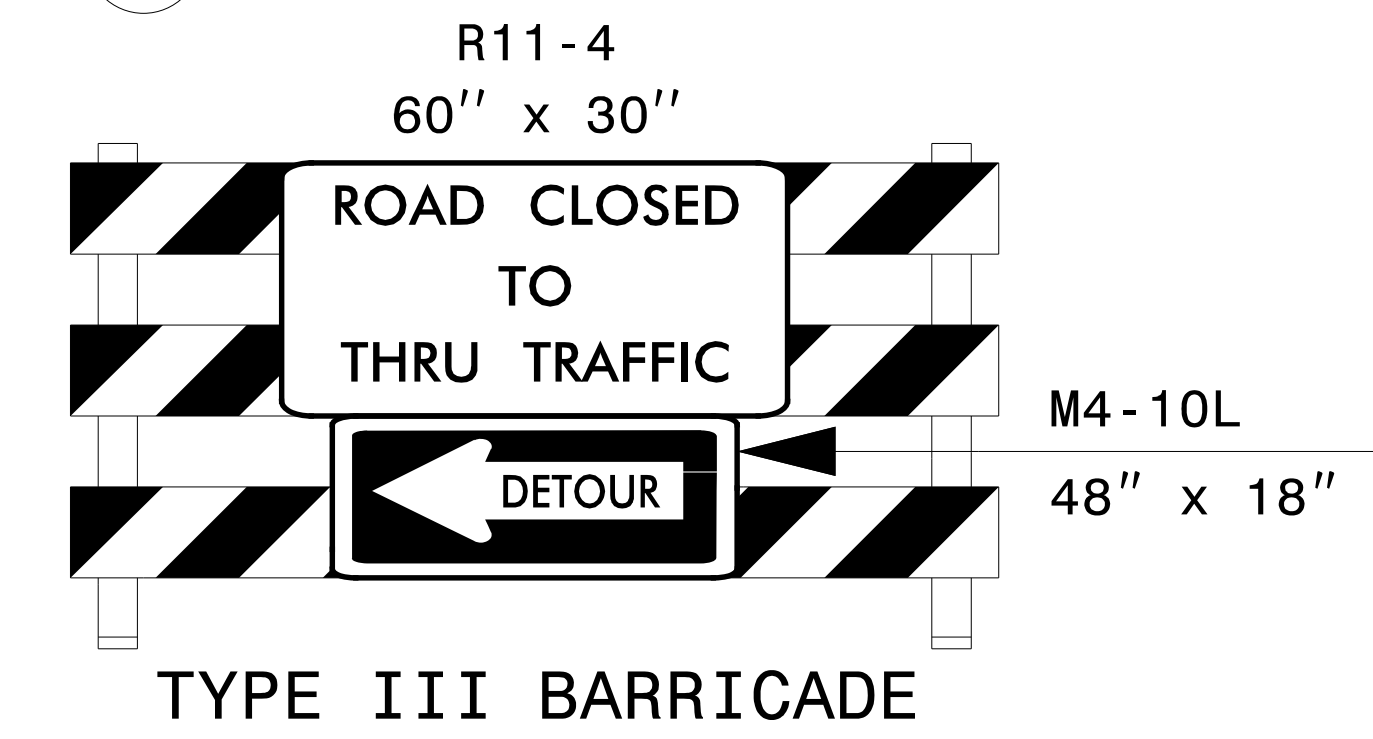 R11-4
60'' x 30''
ROAD CLOSED
TO
THRU TRAFFIC
M4-10L
48" x 18"
DETOUR
TYPE III BARRICADE